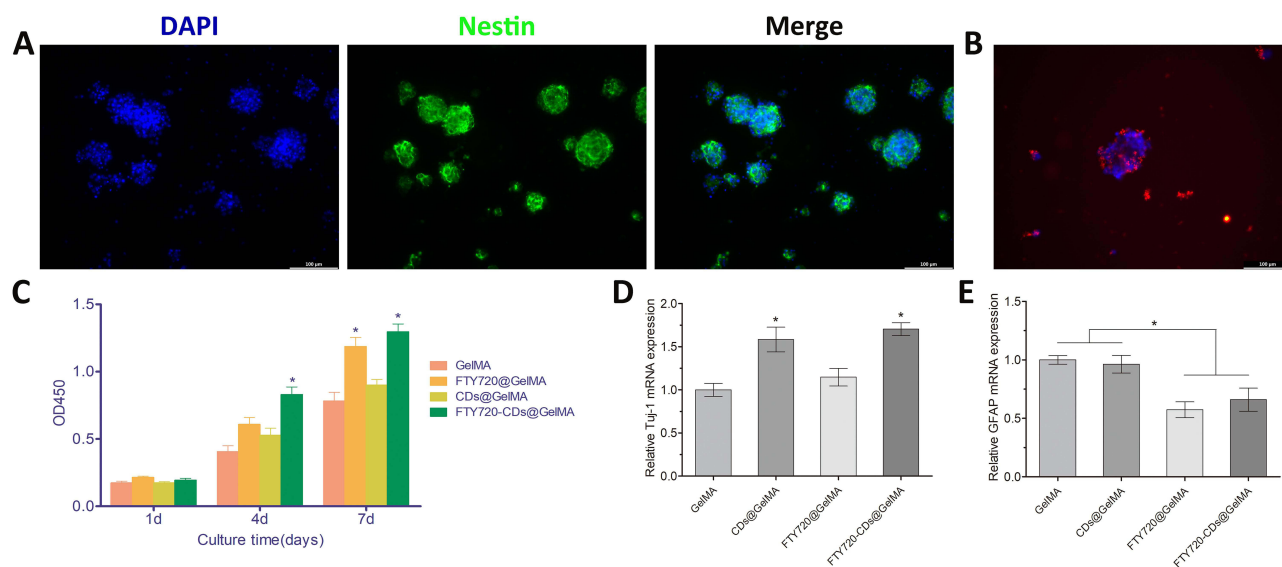 A
DAPI
Nestin
Merge
B
100 μm
100 μm
100 μm
100 μm
C
OD450
1.5
1.0
0.5
0.0
1d
4d
7d
Culture time(days)
GelMA
FTY720@GelMA
CDs@GelMA
FTY720-CDs@GelMA
*
*
*
D
Relative Tuj-1 mRNA expression
2.0
1.5
1.0
0.5
0.0
*
*
GelMA
CDs@GelMA
FTY720@GelMA
FTY720-CDs@GelMA
E
Relative GFAP mRNA expression
1.5
1.0
0.5
0.0
*
GelMA
CDs@GelMA
FTY720@GelMA
FTY720-CDs@GelMA